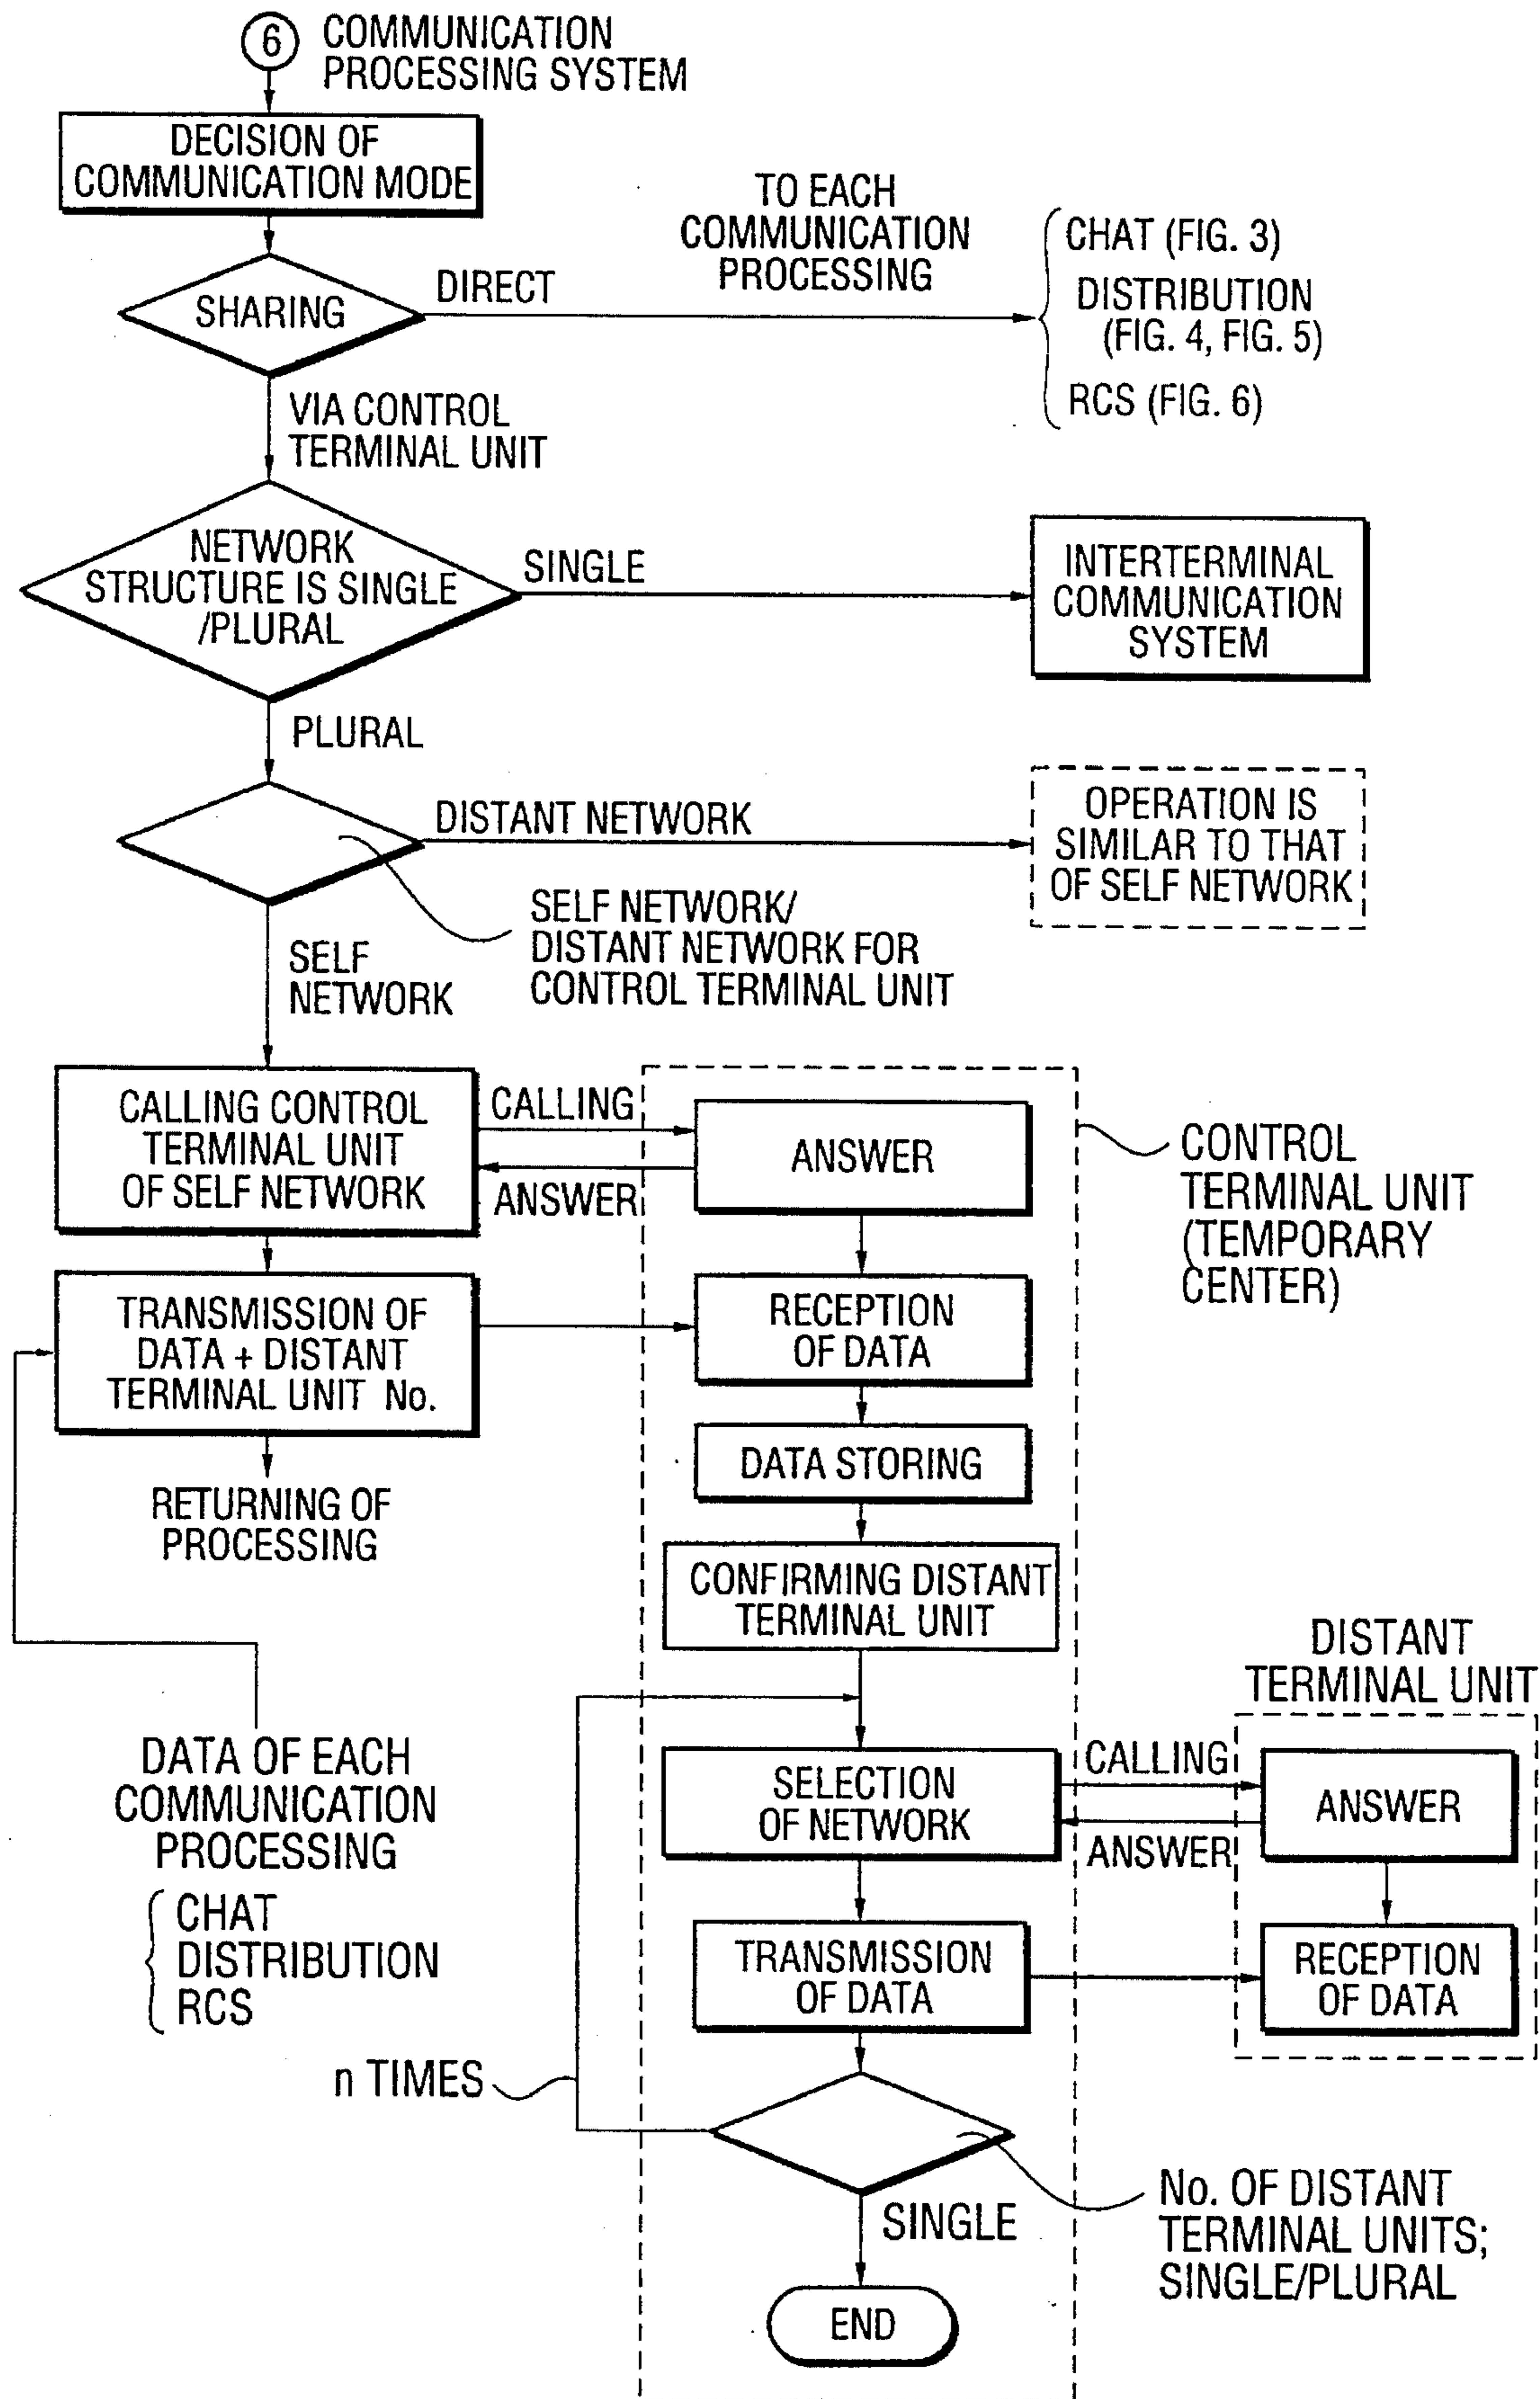 6
COMMUNICATION
PROCESSING SYSTEM
DECISION OF
COMMUNICATION MODE
TO EACH
COMMUNICATION
PROCESSING
SHARING
DIRECT
CHAT (FIG. 3)
DISTRIBUTION
(FIG. 4, FIG. 5)
RCS (FIG. 6)
VIA CONTROL
TERMINAL UNIT
NETWORK
STRUCTURE IS SINGLE
/PLURAL
SINGLE
INTERTERMINAL
COMMUNICATION
SYSTEM
PLURAL
DISTANT NETWORK
OPERATION IS
SIMILAR TO THAT
OF SELF NETWORK
SELF NETWORK/
DISTANT NETWORK FOR
CONTROL TERMINAL UNIT
SELF
NETWORK
CALLING CONTROL
TERMINAL UNIT
OF SELF NETWORK
CALLING
ANSWER
ANSWER
CONTROL
TERMINAL UNIT
(TEMPORARY
CENTER)
TRANSMISSION OF
DATA + DISTANT
TERMINAL UNIT No.
RECEPTION
OF DATA
DATA STORING
RETURNING OF
PROCESSING
CONFIRMING DISTANT
TERMINAL UNIT
DISTANT
TERMINAL UNIT
DATA OF EACH
COMMUNICATION
PROCESSING
CHAT
DISTRIBUTION
RCS
SELECTION
OF NETWORK
CALLING
ANSWER
ANSWER
TRANSMISSION
OF DATA
RECEPTION
OF DATA
n TIMES
No. OF DISTANT
TERMINAL UNITS;
SINGLE/PLURAL
SINGLE
END